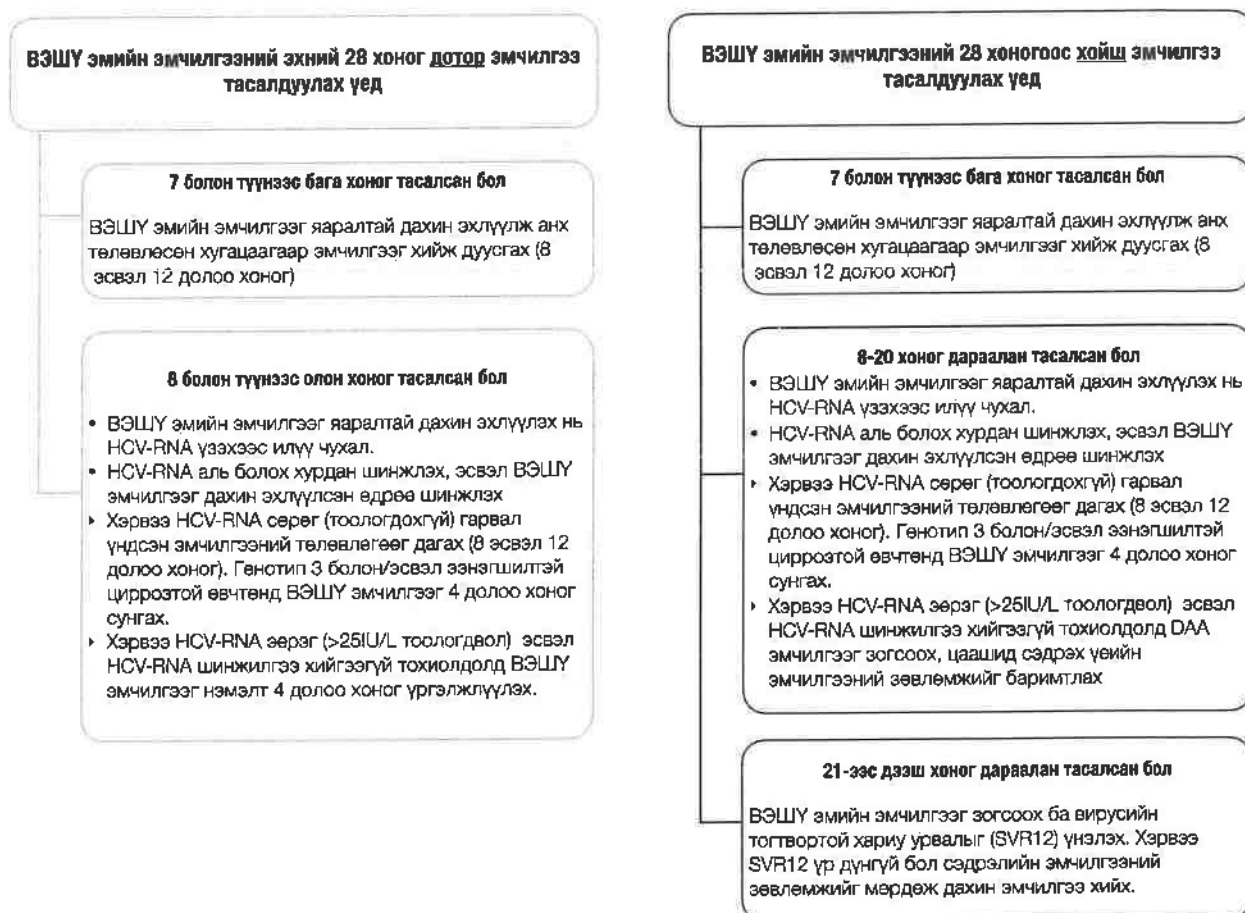 ВЭШҮ эмийн эмчилгээний эхний 28 хоног дотор эмчилгээ
тасалдуулах үед
7 болон түүнээс бага хоног тасалсан бол
ВЭШҮ эмийн эмчилгээг яаралтай дахин эхлүүлж анх
төлөвлөсөн хугацаагаар эмчилгээг хийж дуусгах (8
эсвэл 12 долоо хоног)
8 болон түүнээс олон хоног тасалсан бол
• ВЭШҮ эмийн эмчилгээг яаралтай дахин эхлүүлэх нь
HCV-RNA үзэхээс илүү чухал.
• HCV-RNA аль болох хурдан шинжлэх, эсвэл ВЭШҮ
эмчилгээг дахин эхлүүлсэн өдрөө шинжлэх
‣ Хэрвээ HCV-RNA сөрөг (тоологдохгүй) гарвал
үндсэн эмчилгээний төлөвлөгөөг дагах (8 эсвэл 12
долоо хоног). Генотип 3 болон/эсвэл ээнэгшилтэй
циррозтой өвчтөнд ВЭШҮ эмчилгээг 4 долоо хоног
сунгах.
‣ Хэрвээ HCV-RNA эерэг (>25IU/L тоологдвол) эсвэл
HCV-RNA шинжилгээ хийгээгүй тохиолдолд ВЭШҮ
эмчилгээг нэмэлт 4 долоо хоног үргэлжлүүлэх.
ВЭШҮ эмийн эмчилгээний 28 хоногоос хойш эмчилгээ
тасалдуулах үед
7 болон түүнээс бага хоног тасалсан бол
ВЭШҮ эмийн эмчилгээг яаралтай дахин эхлүүлж анх
төлөвлөсөн хугацаагаар эмчилгээг хийж дуусгах (8
эсвэл 12 долоо хоног)
8-20 хоног дараалан тасалсан бол
• ВЭШҮ эмийн эмчилгээг яаралтай дахин эхлүүлэх нь
HCV-RNA үзэхээс илүү чухал.
• HCV-RNA аль болох хурдан шинжлэх, эсвэл ВЭШҮ
эмчилгээг дахин эхлүүлсэн өдрөө шинжлэх
‣ Хэрвээ HCV-RNA сөрөг (тоологдохгүй) гарвал
үндсэн эмчилгээний төлөвлөгөөг дагах (8 эсвэл 12
долоо хоног). Генотип 3 болон/эсвэл ээнэгшилтэй
циррозтой өвчтөнд ВЭШҮ эмчилгээг 4 долоо хоног
сунгах.
‣ Хэрвээ HCV-RNA эерэг (>25IU/L тоологдвол) эсвэл
HCV-RNA шинжилгээ хийгээгүй тохиолдолд DAA
эмчилгээг зогсоох, цаашид сэдрэх үеийн
эмчилгээний зөвлөмжийг баримтлах
21-ээс дээш хоног дараалан тасалсан бол
ВЭШҮ эмийн эмчилгээг зогсоох ба вирусийн
тогтвортой хариу урвалыг (SVR12) үнэлэх. Хэрвээ
SVR12 үр дүнгүй бол сэдрэлийн эмчилгээний
зөвлөмжийг мөрдөж дахин эмчилгээ хийх.